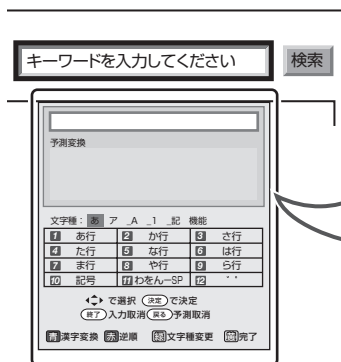 キーワードを入力してください 検索
予測変換
文字種： あ ア _A _1 _記 機能
1 あ行 2 か行 3 さ行
4 た行 5 な行 6 は行
7 ま行 8 や行 9 ら行
10 記号 11 わをん–SP 12 ゛゜
で選択 決定 で決定
終了 入力取消 戻る 予測取消
青 漢字変換 赤 逆順 緑 文字種変更 黄 完了